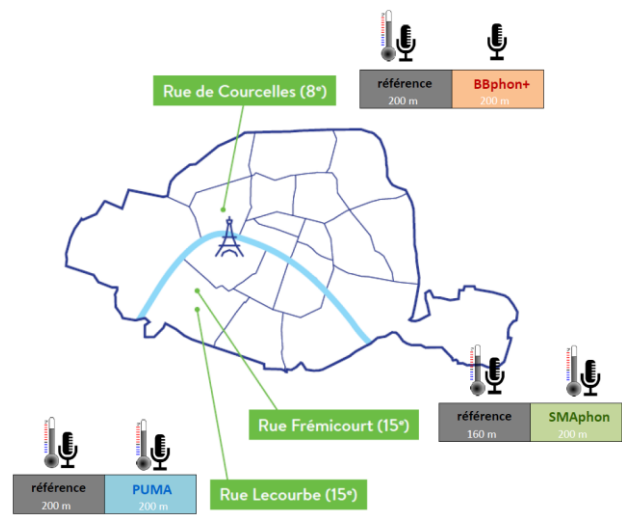 référence
200 m
BBphon+
200 m
Rue de Courcelles (8ᵉ)
référence
160 m
SMAphon
200 m
Rue Frémicourt (15ᵉ)
référence
200 m
PUMA
200 m
Rue Lecourbe (15ᵉ)